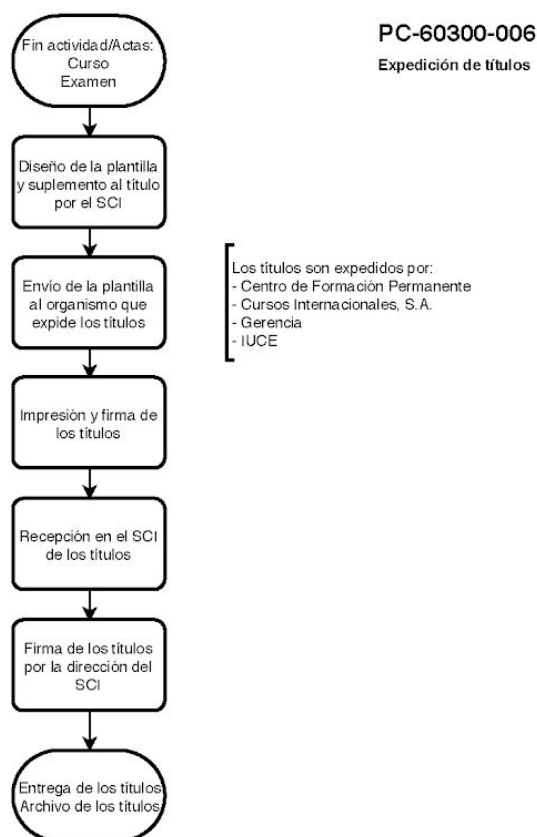 PC-60300-006
Expedición de títulos
Fin actividad/Actas:
Curso
Examen
Diseño de la plantilla
y suplemento al título
por el SCI
Envío de la plantilla
al organismo que
expide los títulos
Los títulos son expedidos por:
- Centro de Formación Permanente
- Cursos Internacionales, S.A.
- Gerencia
- IUCE
Impresión y firma de
los títulos
Recepción en el SCI
de los títulos
Firma de los títulos
por la dirección del
SCI
Entrega de los títulos
Archivo de los títulos